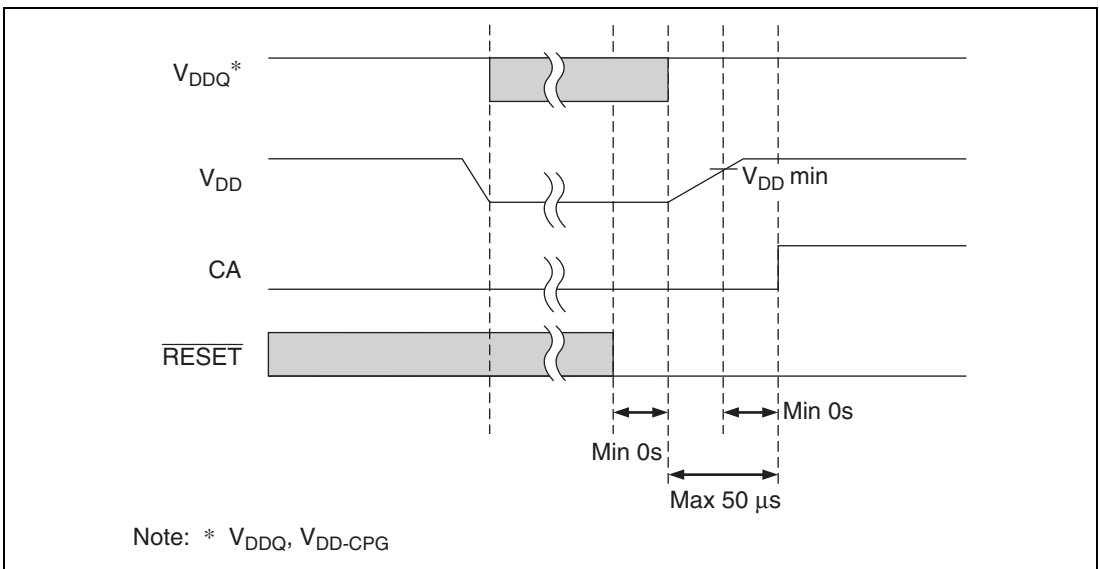 VDDQ*
VDD
VDD min
CA
RESET
Min 0s
Min 0s
Max 50 μs
Note: * VDDQ, VDD-CPG